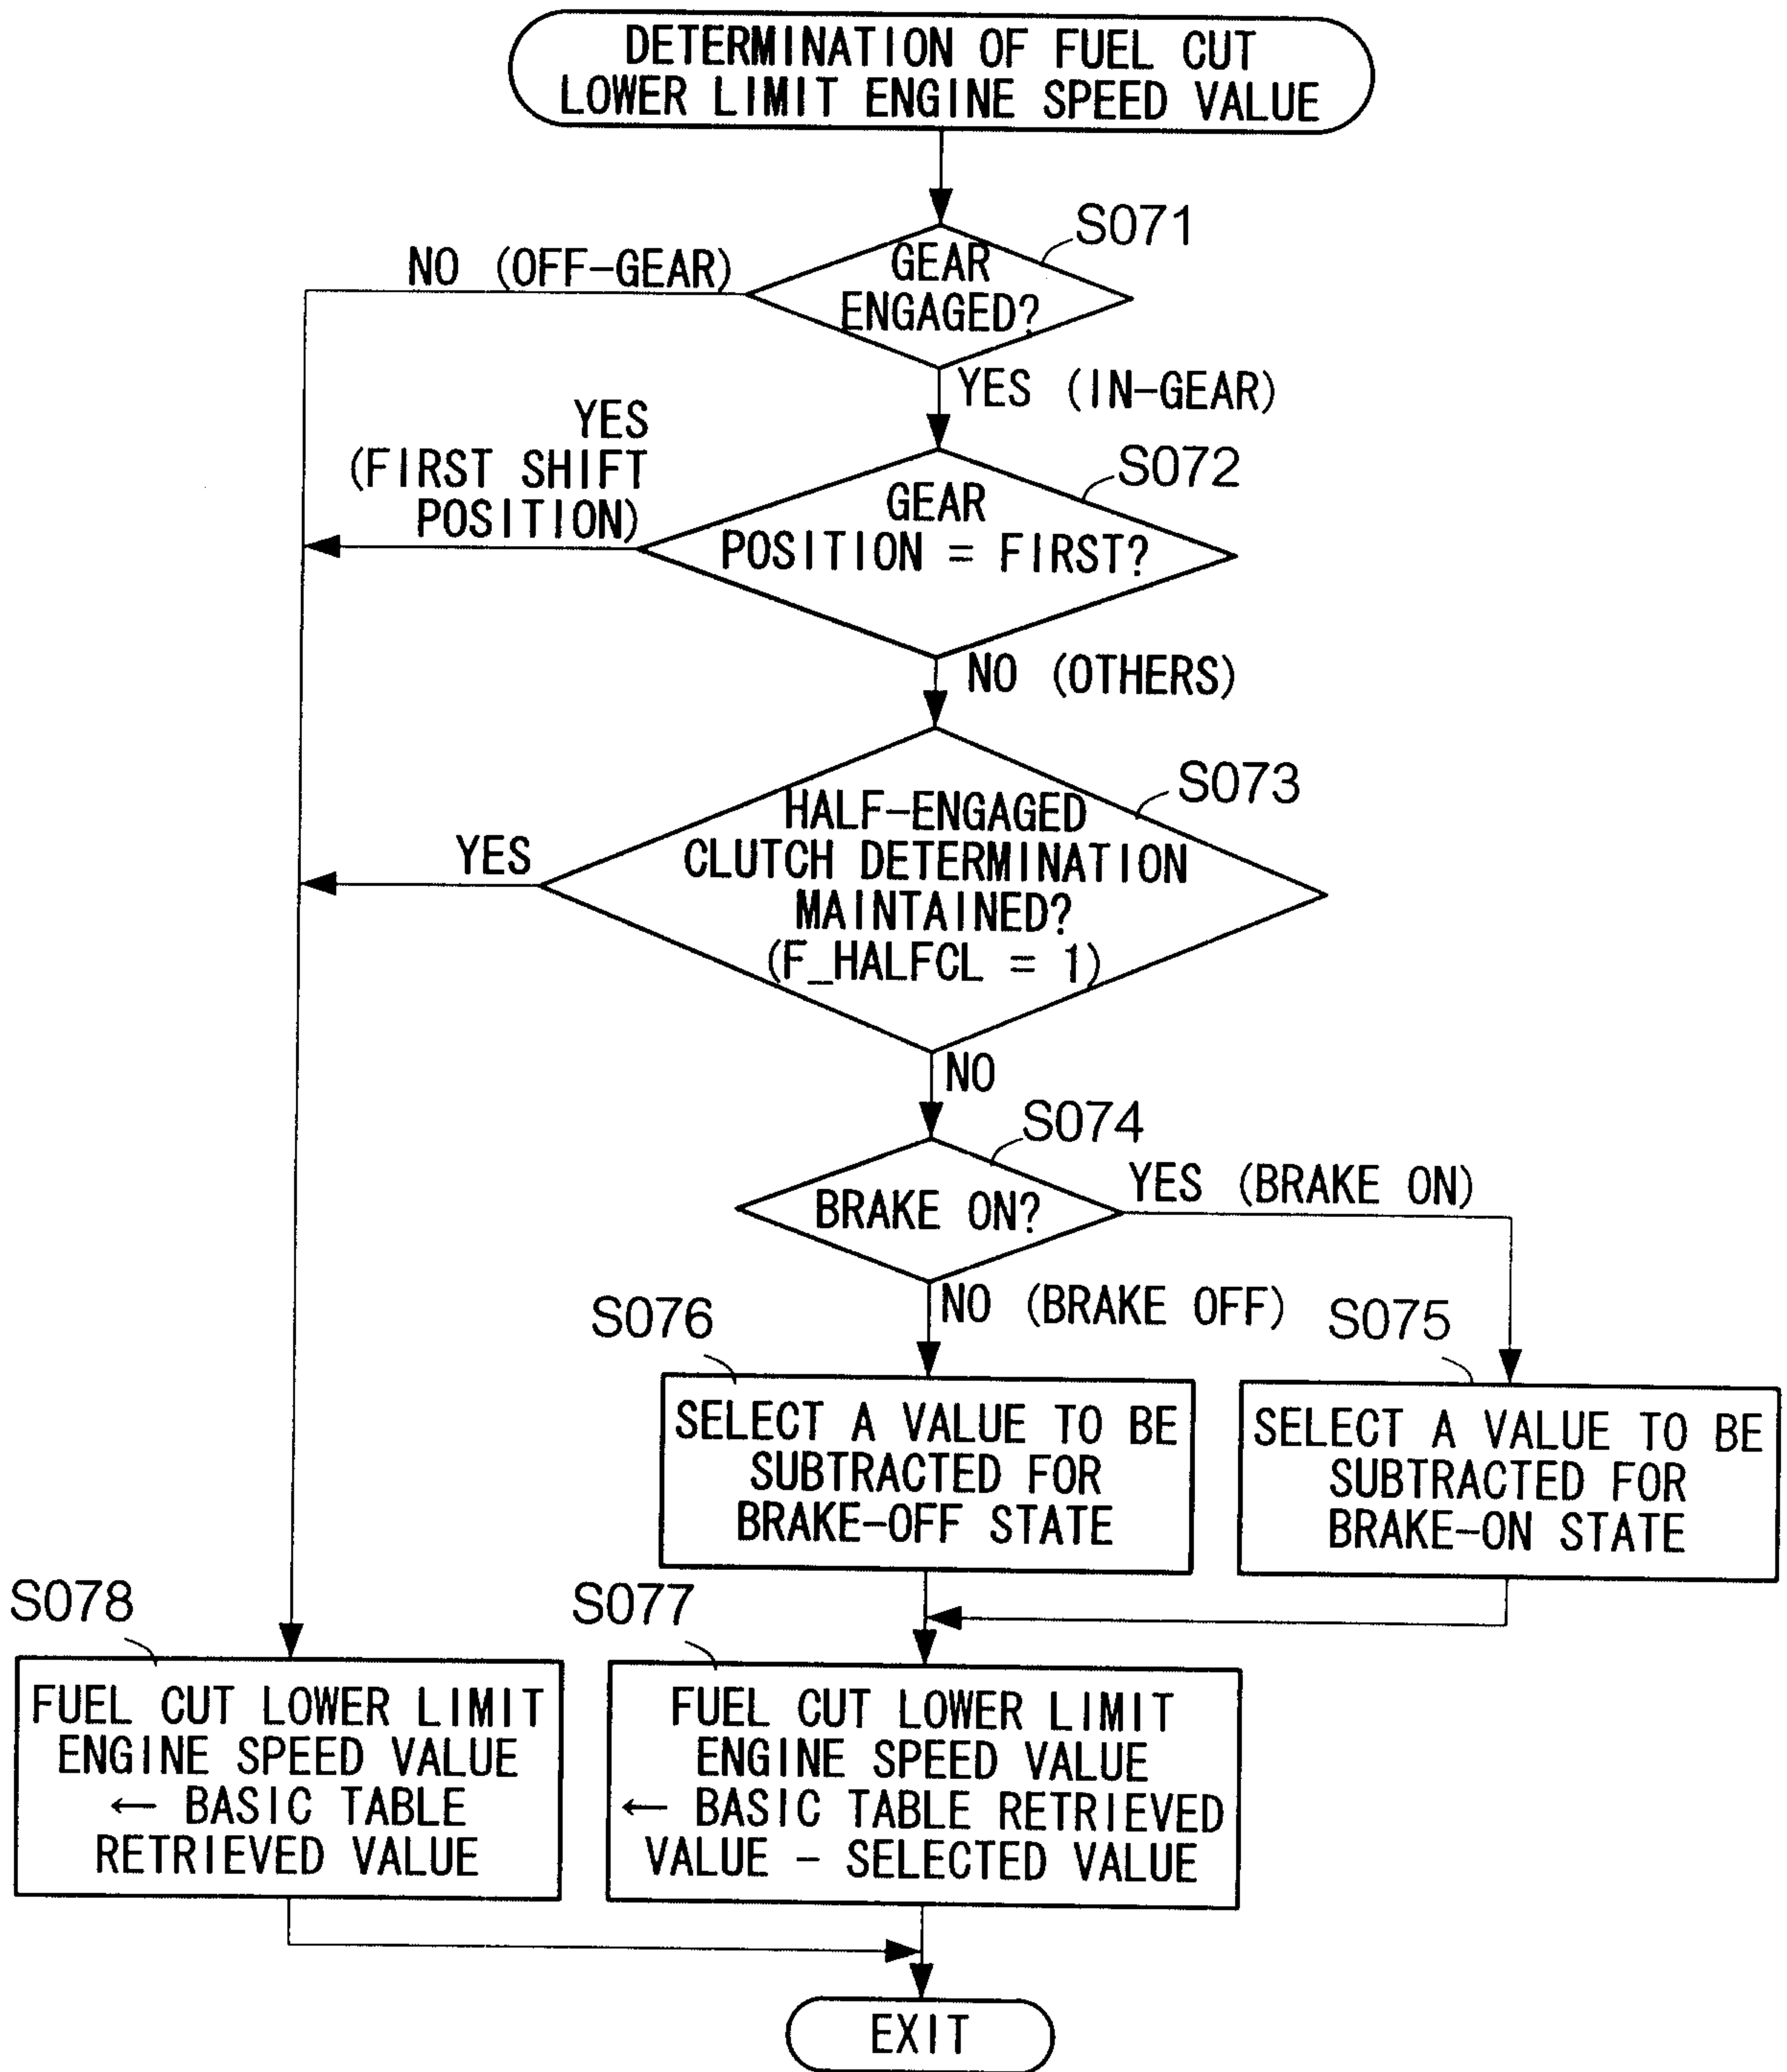 DETERMINATION OF FUEL CUT
LOWER LIMIT ENGINE SPEED VALUE
S071
NO (OFF-GEAR)
GEAR
ENGAGED?
YES (IN-GEAR)
YES
(FIRST SHIFT
POSITION)
S072
GEAR
POSITION = FIRST?
NO (OTHERS)
S073
HALF-ENGAGED
CLUTCH DETERMINATION
MAINTAINED?
(F_HALFCL = 1)
YES
NO
S074
BRAKE ON?
YES (BRAKE ON)
NO (BRAKE OFF)
S076
SELECT A VALUE TO BE
SUBTRACTED FOR
BRAKE-OFF STATE
S075
SELECT A VALUE TO BE
SUBTRACTED FOR
BRAKE-ON STATE
S078
FUEL CUT LOWER LIMIT
ENGINE SPEED VALUE
← BASIC TABLE
RETRIEVED VALUE
S077
FUEL CUT LOWER LIMIT
ENGINE SPEED VALUE
← BASIC TABLE RETRIEVED
VALUE - SELECTED VALUE
EXIT